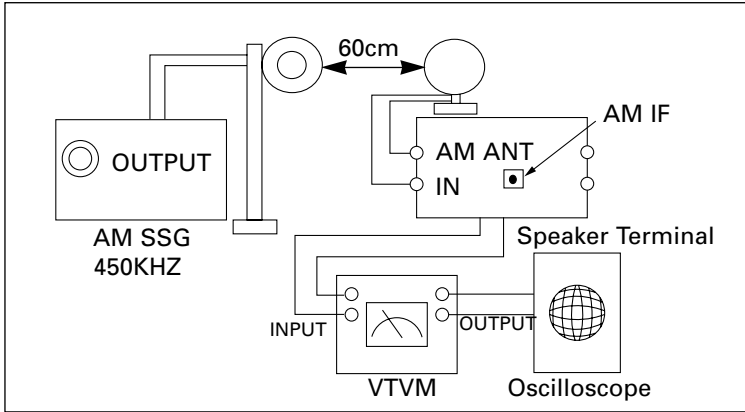 60cm
AM IF
OUTPUT
AM ANT
IN
AM SSG
450KHZ
Speaker Terminal
INPUT
OUTPUT
VTVM
Oscilloscope